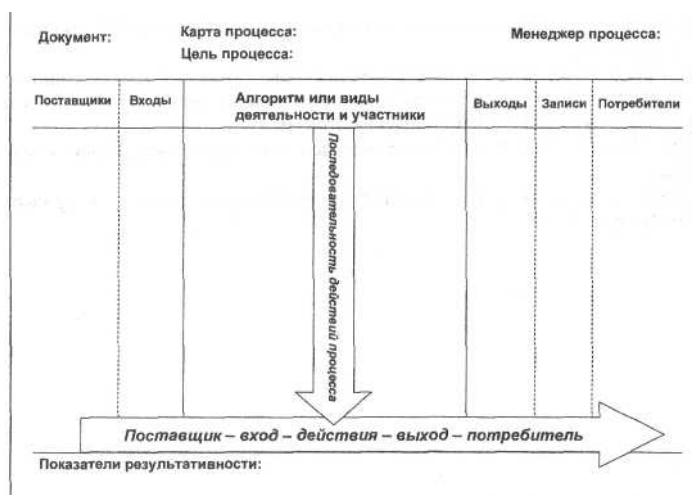 Документ:
Карта процесса:
Менеджер процесса:
Цель процесса:
Поставщики
Входы
Алгоритм или виды
деятельности и участники
Выходы
Записи
Потребители
Последовательность действий процесса
Поставщик – вход – действия – выход – потребитель
Показатели результативности: